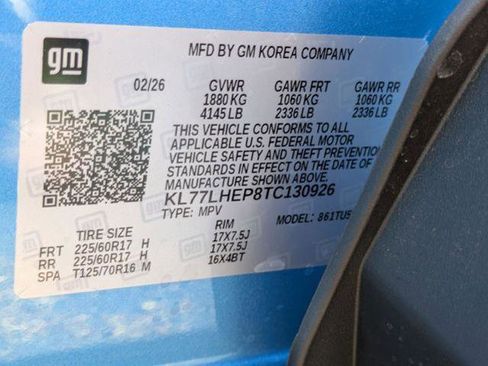 gm
MFD BY GM KOREA COMPANY
02/26 GVWR GAWR FRT GAWR RR
1880 KG 1060 KG 1060 KG
4145 LB 2336 LB 2336 LB
THIS VEHICLE CONFORMS TO ALL
APPLICABLE U.S. FEDERAL MOTOR
VEHICLE SAFETY AND THEFT PREVENTION
STANDARDS IN EFFECT ON THE DATE OF
MANUFACTURE SHOWN ABOVE.
KL77LHEP8TC130926
TYPE: MPV MODEL: 861TUS
TIRE SIZE RIM
FRT 225/60R17 H 17X7.5J
RR 225/60R17 H 17X7.5J
SPA T125/70R16 M 16X4BT